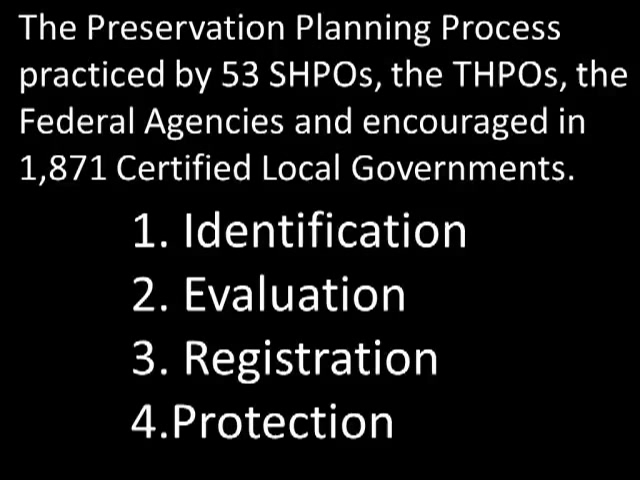 The Preservation Planning Process
practiced by 53 SHPOs, the THPOs, the
Federal Agencies and encouraged in
1,871 Certified Local Governments.
1. Identification
2. Evaluation
3. Registration
4.Protection